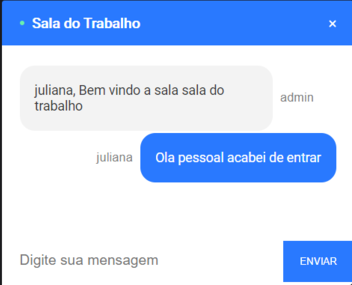 Sala do Trabalho
juliana, Bem vindo a sala sala do
trabalho
admin
juliana
Ola pessoal acabei de entrar
Digite sua mensagem
ENVIAR